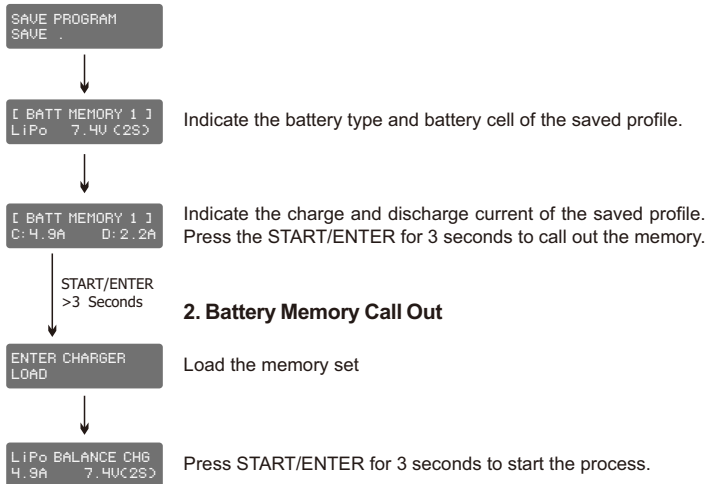 SAVE PROGRAM
SAVE .
[ BATT MEMORY 1 ]
LiPo 7.4V (2S)
Indicate the battery type and battery cell of the saved profile.
[ BATT MEMORY 1 ]
C:4.9A D:2.2A
Indicate the charge and discharge current of the saved profile.
Press the START/ENTER for 3 seconds to call out the memory.
START/ENTER
>3 Seconds
2. Battery Memory Call Out
ENTER CHARGER
LOAD
Load the memory set
LiPo BALANCE CHG
4.9A 7.4V(2S)
Press START/ENTER for 3 seconds to start the process.